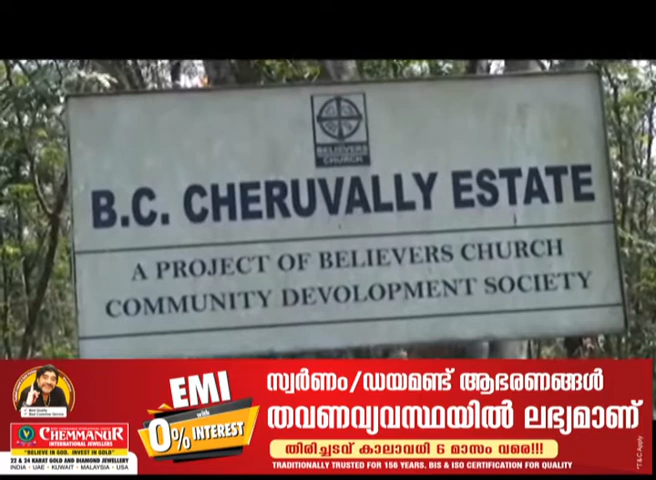 BELIEVERS
CHURCH
B.C. CHERUVALLY ESTATE
A PROJECT OF BELIEVERS CHURCH
COMMUNITY DEVOLOPMENT SOCIETY
EMI
with
0% INTEREST
സ്വർണം/ഡയമണ്ട് ആഭരണങ്ങൾ
തവണവ്യവസ്ഥയിൽ ലഭ്യമാണ്
തിരിച്ചടവ് കാലാവധി 6 മാസം വരെ!!!
TRADITIONALLY TRUSTED FOR 156 YEARS. BIS & ISO CERTIFICATION FOR QUALITY
*T&C Apply
CHEMMANUR
INTERNATIONAL JEWELLERS
"BELIEVE IN GOD. INVEST IN GOLD"
22 & 24 KARAT GOLD AND DIAMOND JEWELLERY
INDIA - UAE - KUWAIT - MALAYSIA - USA